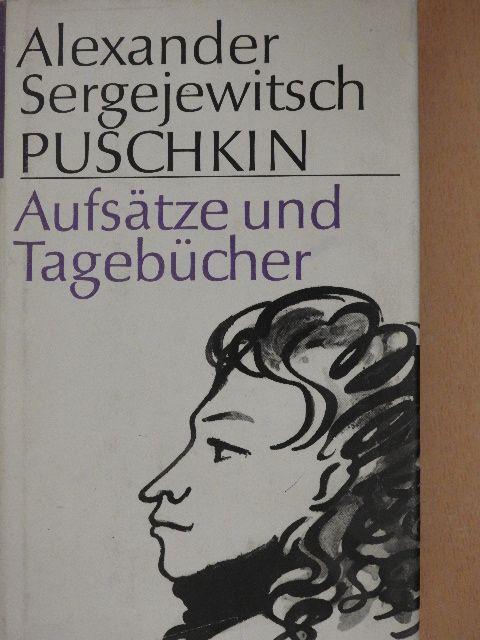 Alexander
Sergejewitsch
PUSCHKIN
Aufsätze und
Tagebücher